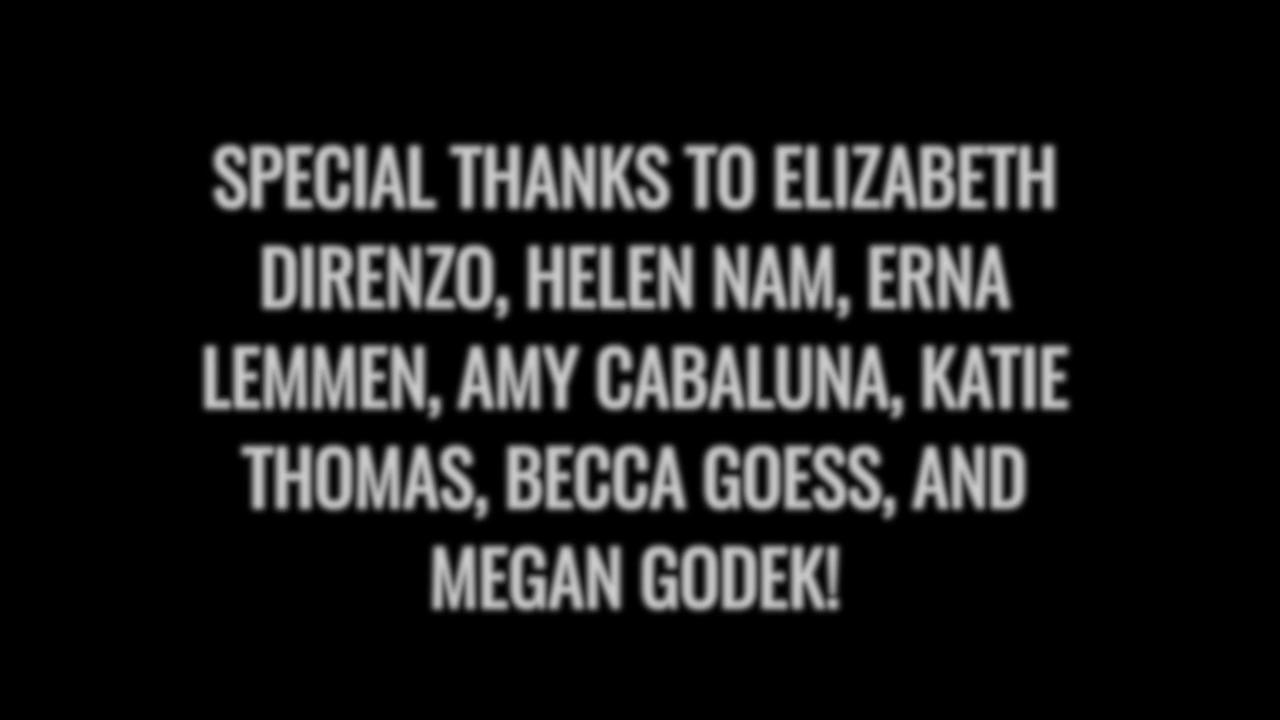 SPECIAL THANKS TO ELIZABETH
DIRENZO, HELEN NAM, ERNA
LEMMEN, AMY CABALUNA, KATIE
THOMAS, BECCA GOESS, AND
MEGAN GODEK!